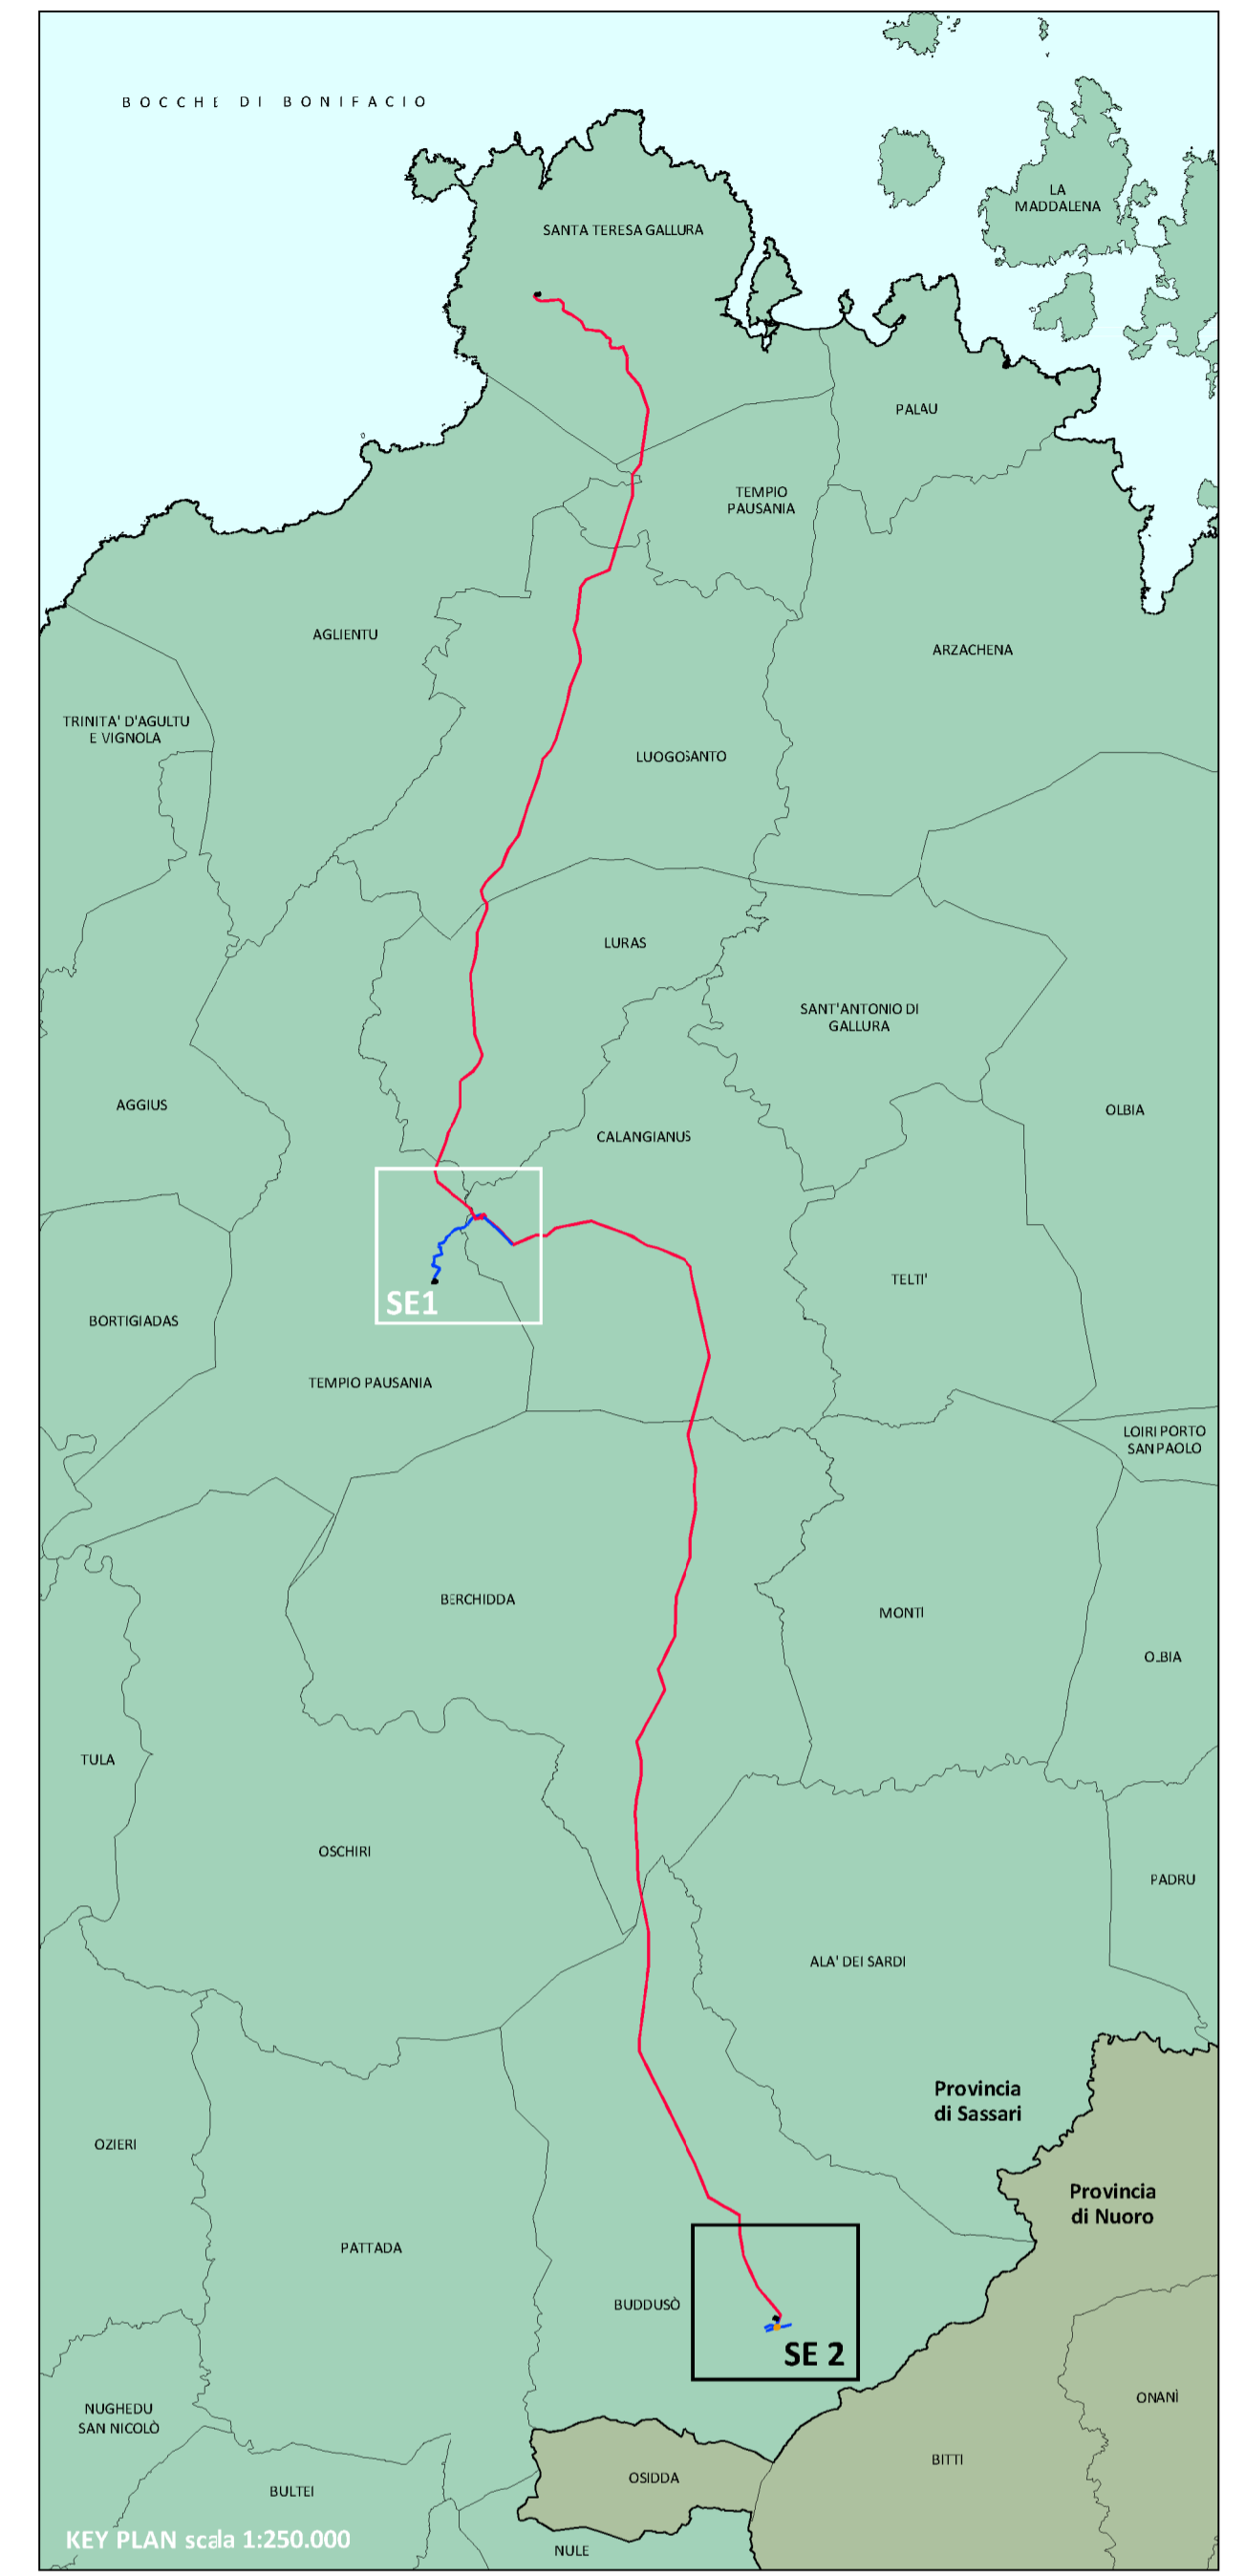 BOCCHE DI BONIFACIO
LA
MADDALENA
SANTA TERESA GALLURA
PALAU
TEMPIO
PAUSANIA
AGLIENTU
ARZACHENA
TRINITA' D'AGULTU
E VIGNOLA
LUOGOSANTO
LURAS
SANT'ANTONIO DI
GALLURA
AGGIUS
OLBIA
CALANGIANUS
TELTI'
SE1
BORTIGIADAS
TEMPIO PAUSANIA
LOIRI PORTO
SAN PAOLO
BERCHIDDA
MONTI
OLBIA
TULA
OSCHIRI
PADRU
ALA' DEI SARDI
Provincia
di Sassari
OZIERI
Provincia
di Nuoro
PATTADA
BUDDUSÒ
SE 2
ONANÌ
NUGHEDU
SAN NICOLÒ
BITTI
OSIDDA
BULTEI
KEY PLAN scala 1:250.000
NULE